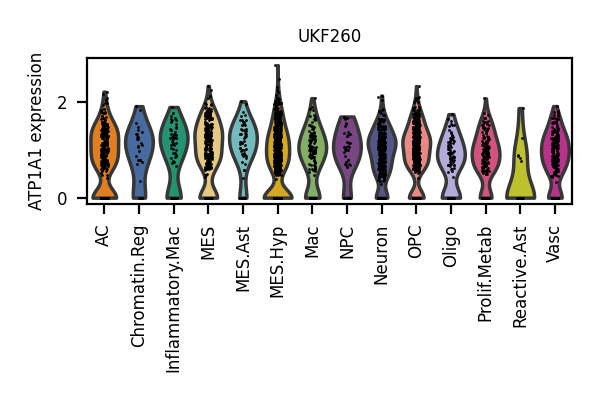 UKF260
ATP1A1 expression
2
0
AC
Chromatin.Reg
Inflammatory.Mac
MES
MES.Ast
MES.Hyp
Mac
NPC
Neuron
OPC
Oligo
Prolif.Metab
Reactive.Ast
Vasc